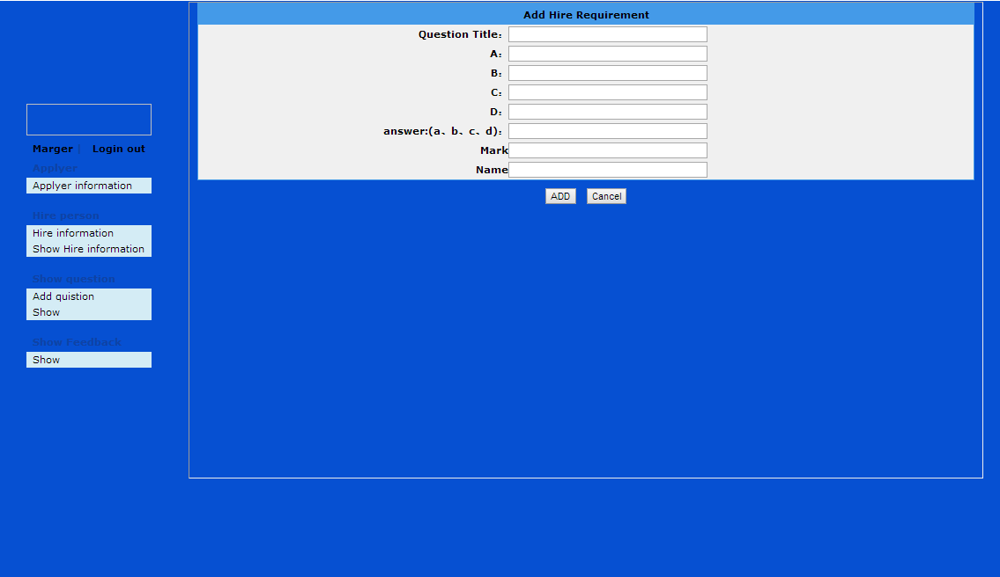 Add Hire Requirement
Question Title：
A：
B：
C：
D：
answer:(a、b、c、d)：
Mark
Name
ADD Cancel
Marger | Login out
Applyer
Applyer information
Hire person
Hire information
Show Hire information
Show question
Add quistion
Show
Show Feedback
Show